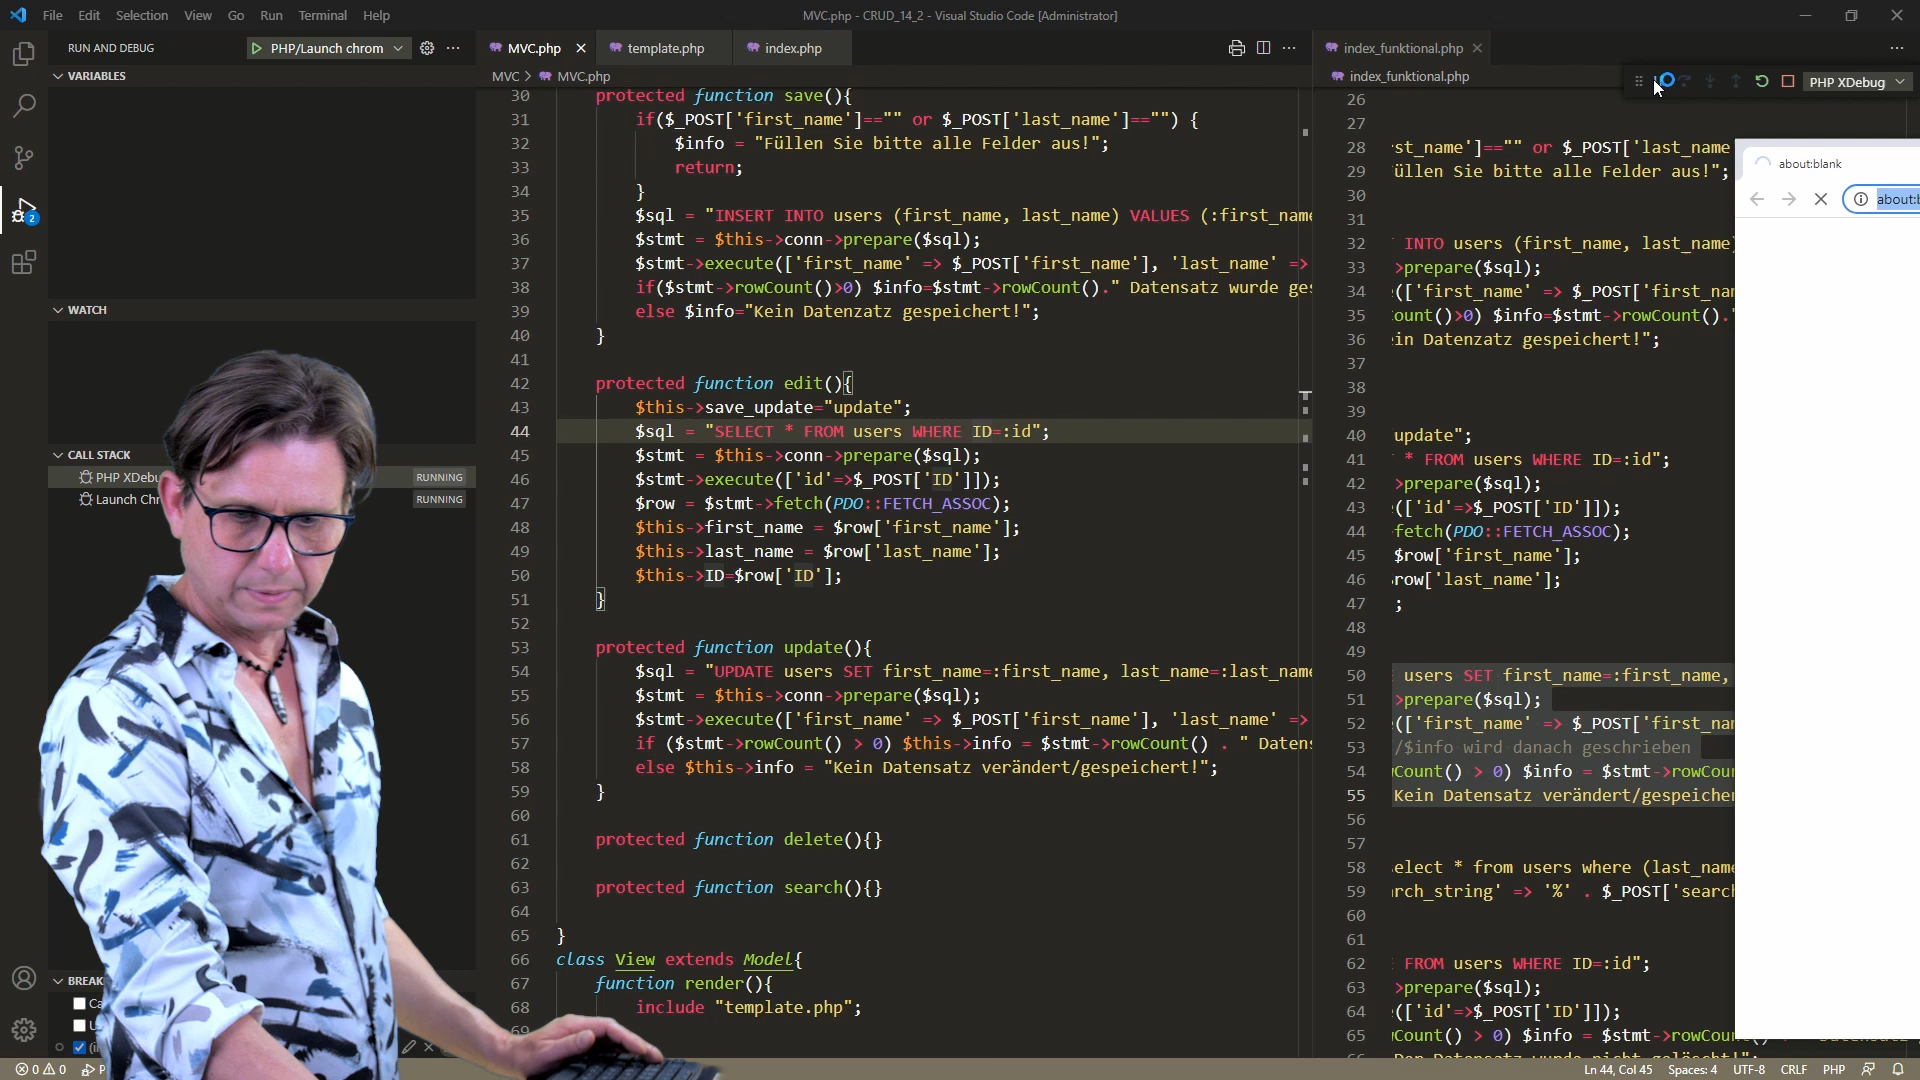 File Edit Selection View Go Run Terminal Help
MVC.php - CRUD_14_2 - Visual Studio Code [Administrator]
RUN AND DEBUG
PHP/Launch chrom
MVC.php
template.php
index.php
index_funktional.php
VARIABLES
WATCH
CALL STACK
PHP XDebu
RUNNING
Launch Chr
RUNNING
BREAK
2
MVC > MVC.php
30 protected function save(){
31 if($_POST['first_name']=="" or $_POST['last_name']=="") {
32 $info = "Füllen Sie bitte alle Felder aus!";
33 return;
34 }
35 $sql = "INSERT INTO users (first_name, last_name) VALUES (:first_name
36 $stmt = $this->conn->prepare($sql);
37 $stmt->execute(['first_name' => $_POST['first_name'], 'last_name' =>
38 if($stmt->rowCount()>0) $info=$stmt->rowCount()." Datensatz wurde ges
39 else $info="Kein Datenzatz gespeichert!";
40 }
41
42 protected function edit(){
43 $this->save_update="update";
44 $sql = "SELECT * FROM users WHERE ID=:id";
45 $stmt = $this->conn->prepare($sql);
46 $stmt->execute(['id'=>$_POST['ID']]);
47 $row = $stmt->fetch(PDO::FETCH_ASSOC);
48 $this->first_name = $row['first_name'];
49 $this->last_name = $row['last_name'];
50 $this->ID=$row['ID'];
51 }
52
53 protected function update(){
54 $sql = "UPDATE users SET first_name=:first_name, last_name=:last_name
55 $stmt = $this->conn->prepare($sql);
56 $stmt->execute(['first_name' => $_POST['first_name'], 'last_name' =>
57 if ($stmt->rowCount() > 0) $this->info = $stmt->rowCount() . " Datens
58 else $this->info = "Kein Datensatz verändert/gespeichert!";
59 }
60
61 protected function delete(){}
62
63 protected function search(){}
64
65 }
66 class View extends Model{
67 function render(){
68 include "template.php";
69
index_funktional.php
PHP XDebug
26
27
28 st_name']=="" or $_POST['last_name
29 üllen Sie bitte alle Felder aus!";
30
31
32 INTO users (first_name, last_name)
33 >prepare($sql);
34 (['first_name' => $_POST['first_nam
35 ount()>0) $info=$stmt->rowCount()."
36 in Datenzatz gespeichert!";
37
38
39
40 update";
41 * FROM users WHERE ID=:id";
42 >prepare($sql);
43 (['id'=>$_POST['ID']]);
44 fetch(PDO::FETCH_ASSOC);
45 $row['first_name'];
46 row['last_name'];
47 ;
48
49
50 users SET first_name=:first_name,
51 >prepare($sql);
52 (['first_name' => $_POST['first_nam
53 /$info wird danach geschrieben
54 Count() > 0) $info = $stmt->rowCou
55 Kein Datensatz verändert/gespeicher
56
57
58 elect * from users where (last_name
59 rch_string' => '%' . $_POST['search
60
61
62 FROM users WHERE ID=:id";
63 >prepare($sql);
64 (['id'=>$_POST['ID']]);
65 Count() > 0) $info = $stmt->rowCou
about:blank
about:b
0 0
Ln 44, Col 45 Spaces: 4 UTF-8 CRLF PHP